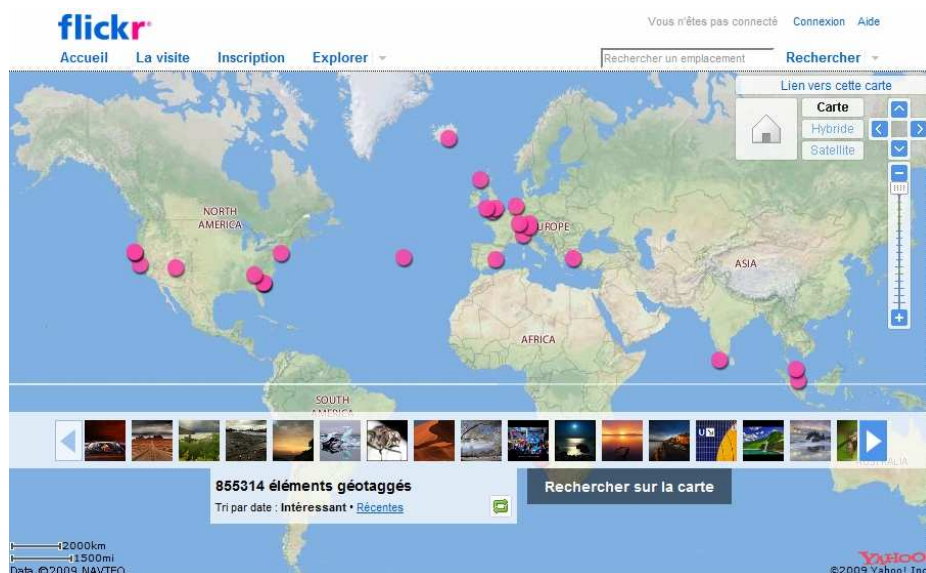 flickr
Vous n'êtes pas connecté Connexion Aide
Accueil La visite Inscription Explorer
Rechercher un emplacement Rechercher
Lien vers cette carte
Carte
Hybride
Satellite
NORTH
AMERICA
EUROPE
ASIA
AFRICA
SOUTH
AMERICA
855314 éléments géotaggés
Tri par date : Intéressant • Récentes
Rechercher sur la carte
2000km
1500mi
Data ©2009 NAVTEQ
YAHOO
©2009 Yahoo! Inc